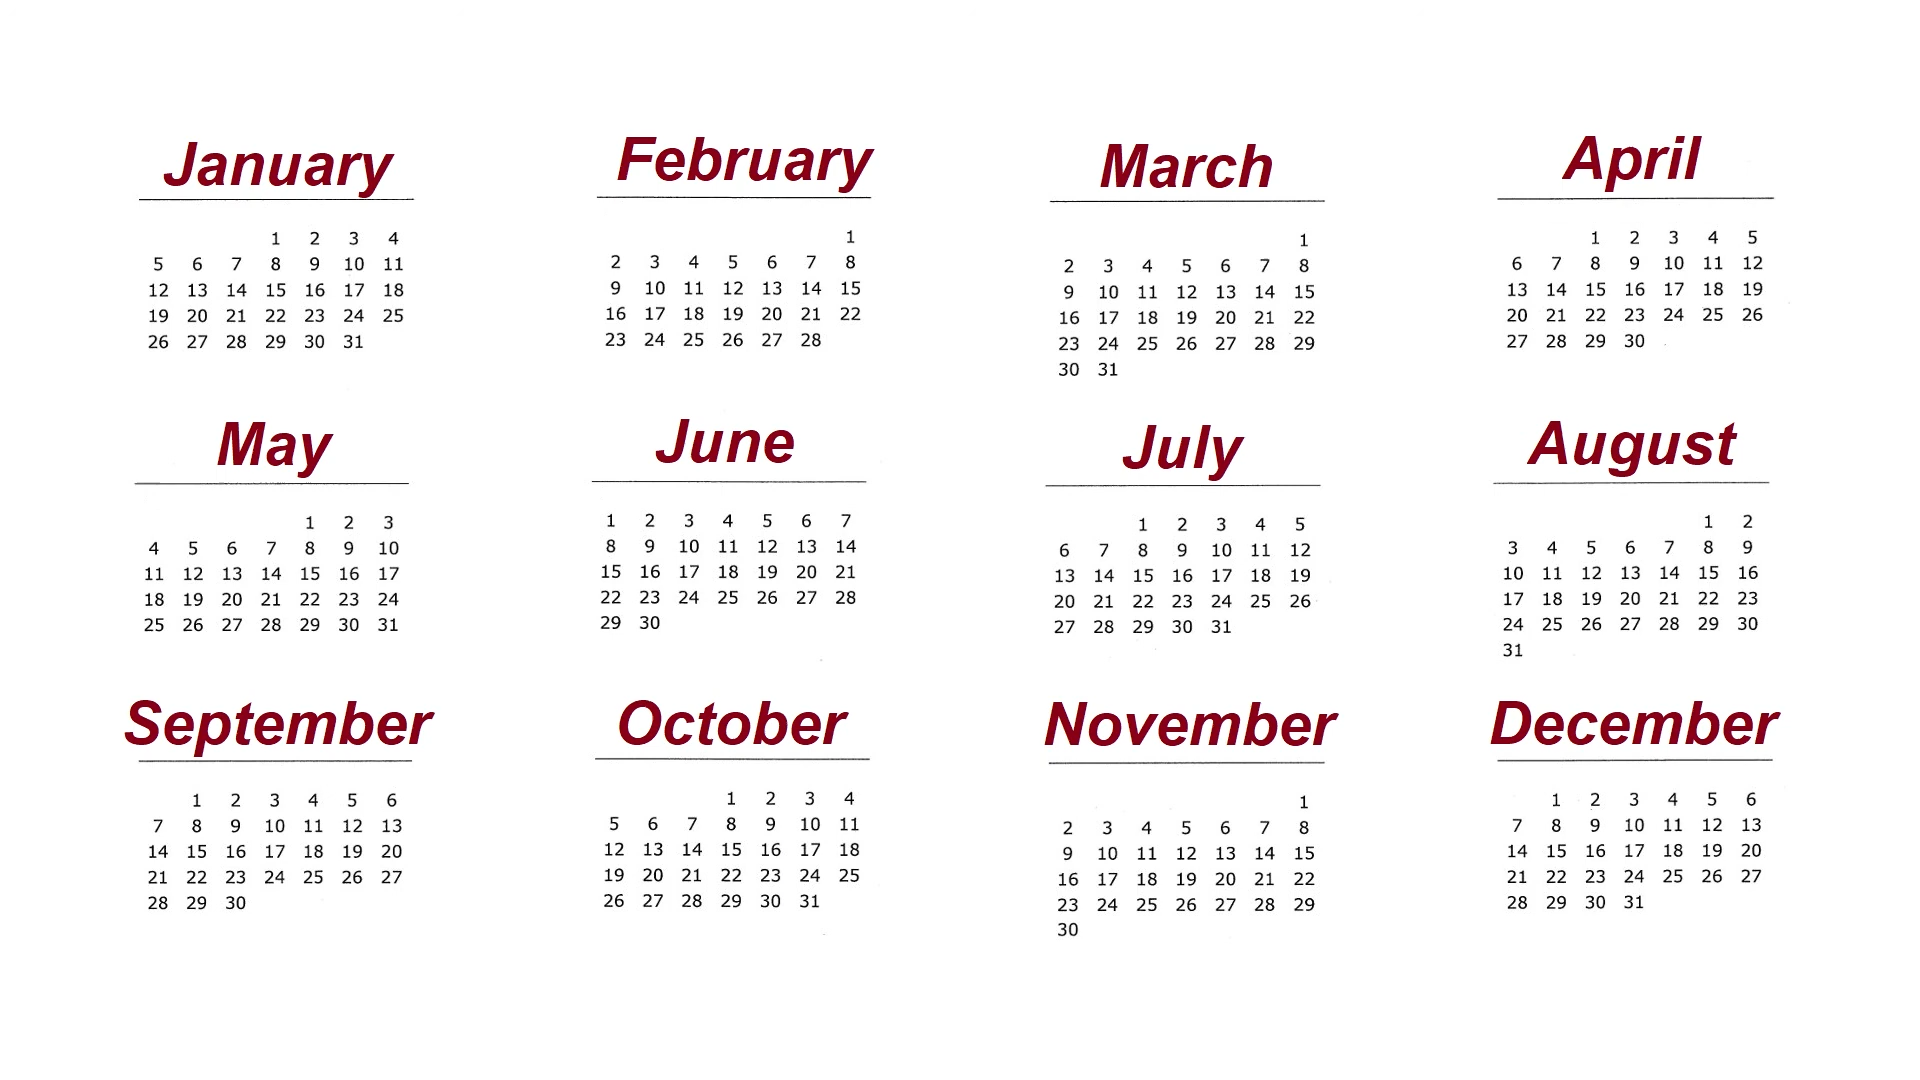 January
1 2 3 4
5 6 7 8 9 10 11
12 13 14 15 16 17 18
19 20 21 22 23 24 25
26 27 28 29 30 31
February
1
2 3 4 5 6 7 8
9 10 11 12 13 14 15
16 17 18 19 20 21 22
23 24 25 26 27 28
March
1
2 3 4 5 6 7 8
9 10 11 12 13 14 15
16 17 18 19 20 21 22
23 24 25 26 27 28 29
30 31
April
1 2 3 4 5
6 7 8 9 10 11 12
13 14 15 16 17 18 19
20 21 22 23 24 25 26
27 28 29 30
May
1 2 3
4 5 6 7 8 9 10
11 12 13 14 15 16 17
18 19 20 21 22 23 24
25 26 27 28 29 30 31
June
1 2 3 4 5 6 7
8 9 10 11 12 13 14
15 16 17 18 19 20 21
22 23 24 25 26 27 28
29 30
July
1 2 3 4 5
6 7 8 9 10 11 12
13 14 15 16 17 18 19
20 21 22 23 24 25 26
27 28 29 30 31
August
1 2
3 4 5 6 7 8 9
10 11 12 13 14 15 16
17 18 19 20 21 22 23
24 25 26 27 28 29 30
31
September
1 2 3 4 5 6
7 8 9 10 11 12 13
14 15 16 17 18 19 20
21 22 23 24 25 26 27
28 29 30
October
1 2 3 4
5 6 7 8 9 10 11
12 13 14 15 16 17 18
19 20 21 22 23 24 25
26 27 28 29 30 31
November
1
2 3 4 5 6 7 8
9 10 11 12 13 14 15
16 17 18 19 20 21 22
23 24 25 26 27 28 29
30
December
1 2 3 4 5 6
7 8 9 10 11 12 13
14 15 16 17 18 19 20
21 22 23 24 25 26 27
28 29 30 31